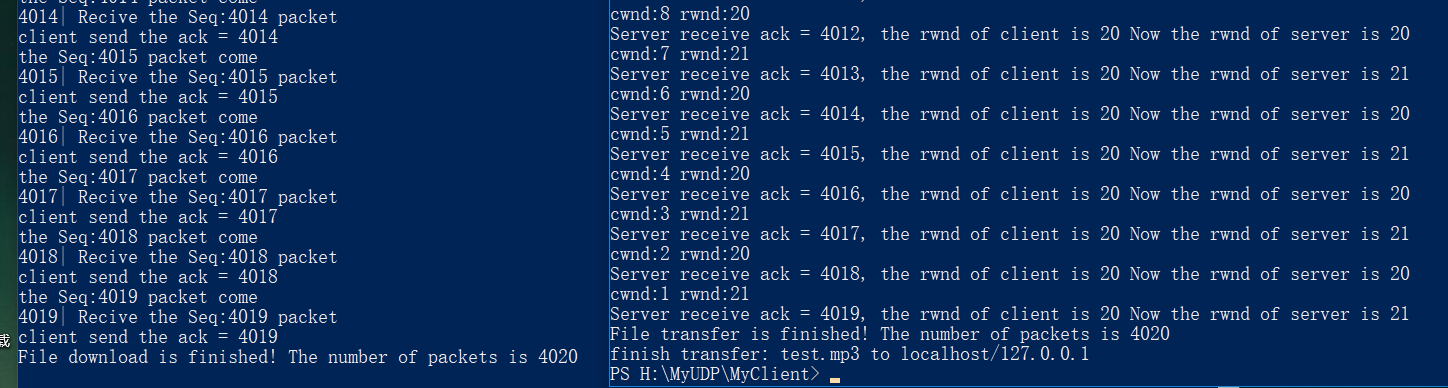 the Seq:4014 packet come
4014| Recive the Seq:4014 packet
client send the ack = 4014
the Seq:4015 packet come
4015| Recive the Seq:4015 packet
client send the ack = 4015
the Seq:4016 packet come
4016| Recive the Seq:4016 packet
client send the ack = 4016
the Seq:4017 packet come
4017| Recive the Seq:4017 packet
client send the ack = 4017
the Seq:4018 packet come
4018| Recive the Seq:4018 packet
client send the ack = 4018
the Seq:4019 packet come
4019| Recive the Seq:4019 packet
client send the ack = 4019
File download is finished! The number of packets is 4020
载
cwnd:8 rwnd:20
Server receive ack = 4012, the rwnd of client is 20 Now the rwnd of server is 20
cwnd:7 rwnd:21
Server receive ack = 4013, the rwnd of client is 20 Now the rwnd of server is 21
cwnd:6 rwnd:20
Server receive ack = 4014, the rwnd of client is 20 Now the rwnd of server is 20
cwnd:5 rwnd:21
Server receive ack = 4015, the rwnd of client is 20 Now the rwnd of server is 21
cwnd:4 rwnd:20
Server receive ack = 4016, the rwnd of client is 20 Now the rwnd of server is 20
cwnd:3 rwnd:21
Server receive ack = 4017, the rwnd of client is 20 Now the rwnd of server is 21
cwnd:2 rwnd:20
Server receive ack = 4018, the rwnd of client is 20 Now the rwnd of server is 20
cwnd:1 rwnd:21
Server receive ack = 4019, the rwnd of client is 20 Now the rwnd of server is 21
File transfer is finished! The number of packets is 4020
finish transfer: test.mp3 to localhost/127.0.0.1
PS H:\MyUDP\MyClient>